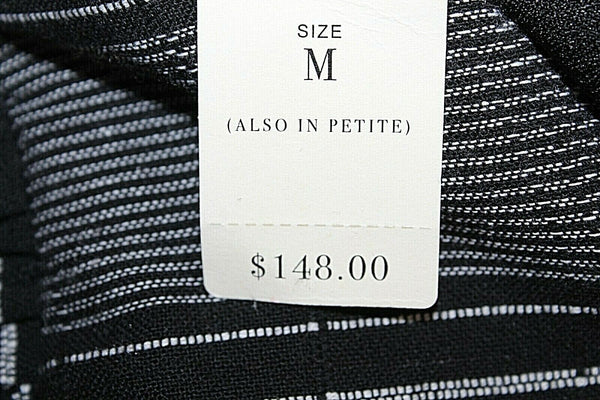 SIZE
M
(ALSO IN PETITE)
$148.00